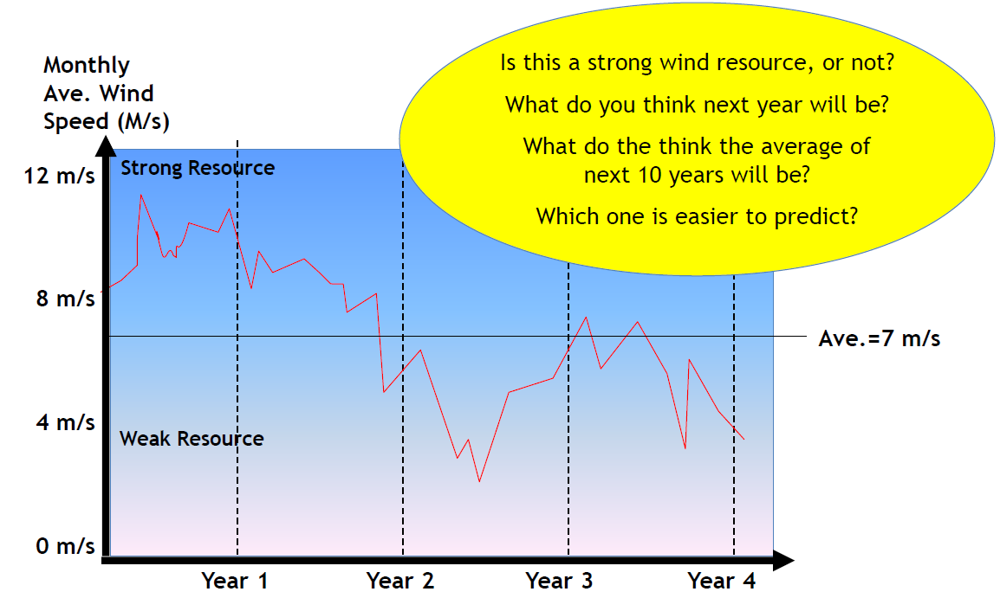 Monthly
Ave. Wind
Speed (M/s)
Is this a strong wind resource, or not?
What do you think next year will be?
What do the think the average of
next 10 years will be?
Which one is easier to predict?
12 m/s
Strong Resource
8 m/s
Ave.=7 m/s
4 m/s
Weak Resource
0 m/s
Year 1
Year 2
Year 3
Year 4